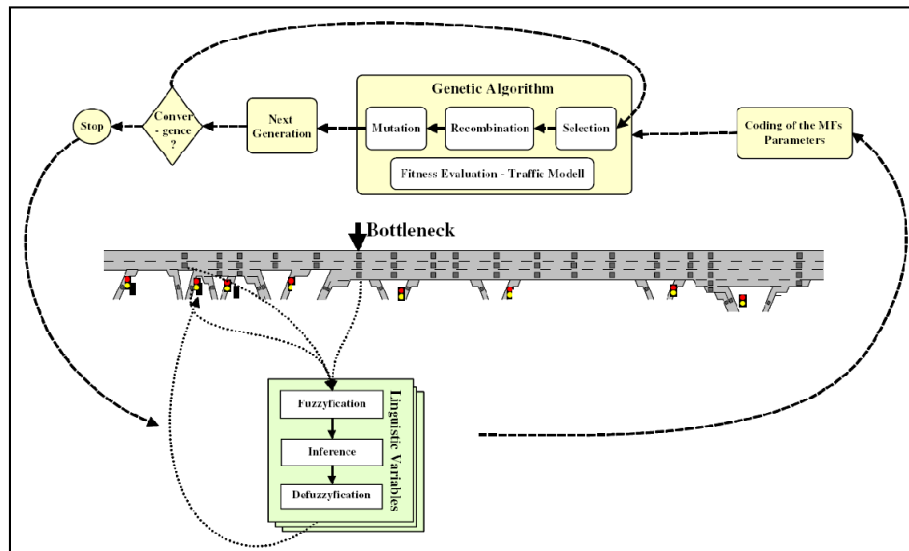 Genetic Algorithm
Stop
Conver
- gence
?
Next
Generation
Mutation
Recombination
Selection
Coding of the MFs
Parameters
Fitness Evaluation - Traffic Modell
Bottleneck
Fuzzyfication
Inference
Defuzzyfication
Linguistic Variables